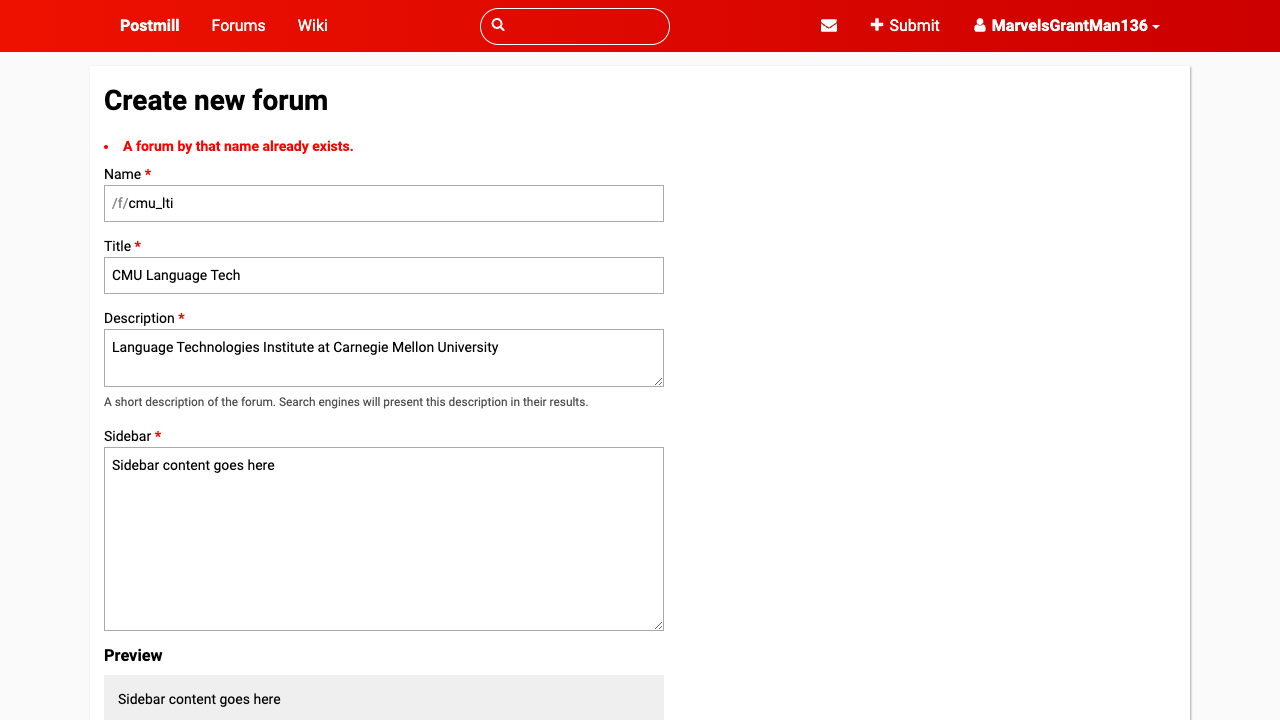 Postmill Forums Wiki Submit MarvelsGrantMan136
Create new forum
• A forum by that name already exists.
Name *
/f/cmu_lti
Title *
CMU Language Tech
Description *
Language Technologies Institute at Carnegie Mellon University
A short description of the forum. Search engines will present this description in their results.
Sidebar *
Sidebar content goes here
Preview
Sidebar content goes here